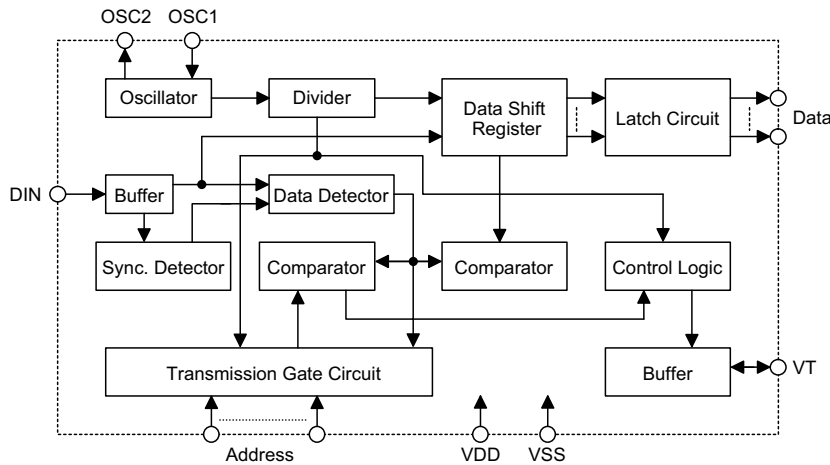 OSC2 OSC1
Oscillator
Divider
Data Shift
Register
Latch Circuit
Data
DIN
Buffer
Data Detector
Sync. Detector
Comparator
Comparator
Control Logic
Transmission Gate Circuit
Buffer
VT
Address
VDD
VSS